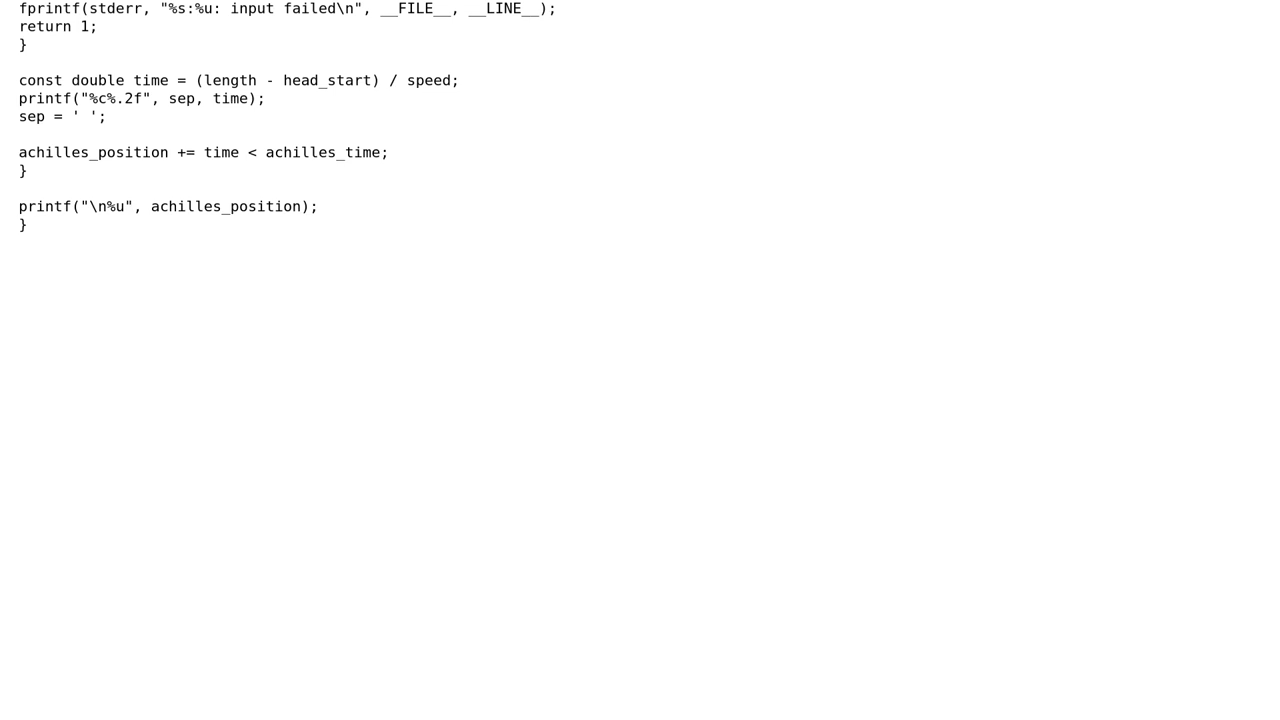 fprintf(stderr, "%s:%u: input failed\n", __FILE__, __LINE__);
return 1;
}
const double time = (length - head_start) / speed;
printf("%c%.2f", sep, time);
sep = ' ';
achilles_position += time < achilles_time;
}
printf("\n%u", achilles_position);
}